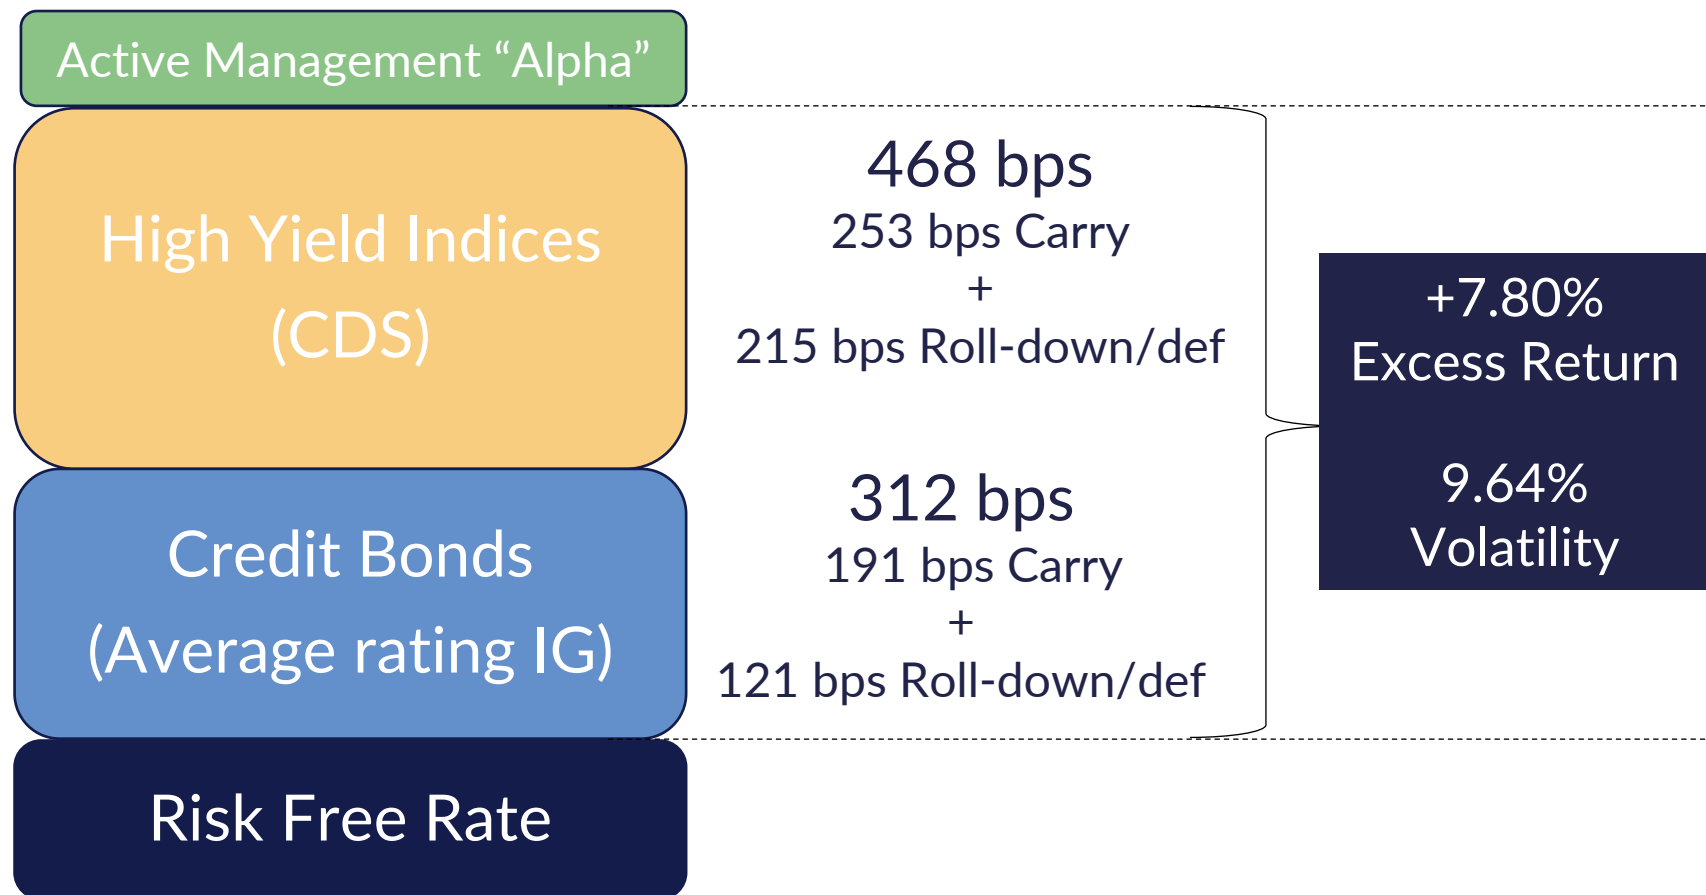 Active Management “Alpha”
High Yield Indices
(CDS)
468 bps
253 bps Carry
+
215 bps Roll-down/def
Credit Bonds
(Average rating IG)
312 bps
191 bps Carry
+
121 bps Roll-down/def
+7.80%
Excess Return
9.64%
Volatility
Risk Free Rate